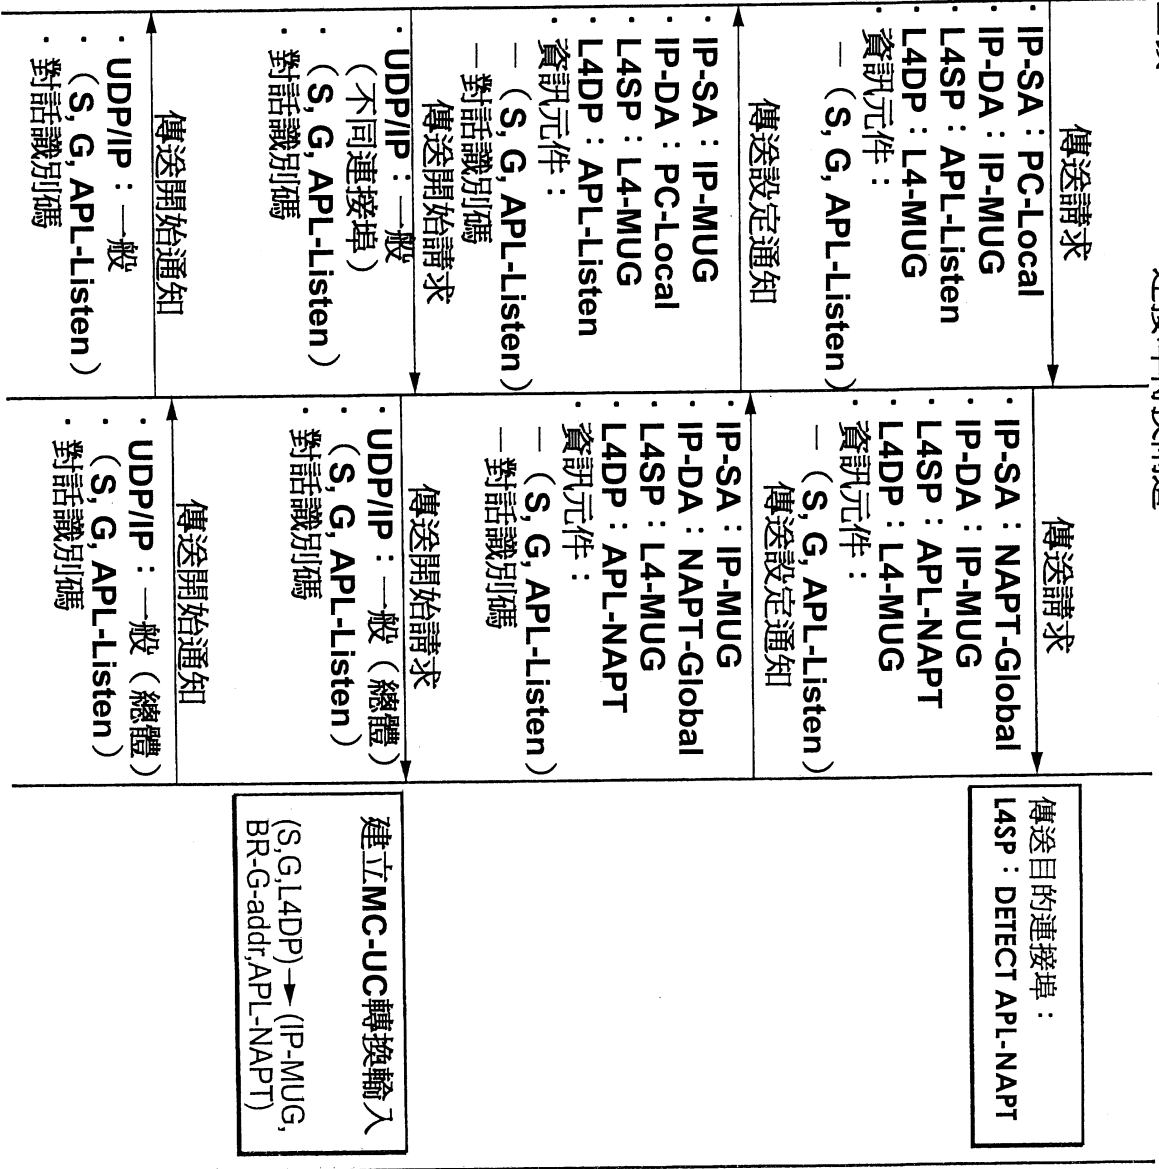 傳送請求
・IP-SA：PC-Local
・IP-DA：IP-MUG
・L4SP：APL-Listen
・L4DP：L4-MUG
・資訊元件：
－（S, G, APL-Listen）
傳送設定通知
・IP-SA：IP-MUG
・IP-DA：PC-Local
・L4SP：L4-MUG
・L4DP：APL-Listen
・資訊元件：
－（S, G, APL-Listen）
－對話識別碼
傳送開始請求
・UDP/IP：一般
（不同連接埠）
・（S, G, APL-Listen）
・對話識別碼
傳送開始通知
・UDP/IP：一般
・（S, G, APL-Listen）
・對話識別碼
傳送請求
・IP-SA：NAPT-Global
・IP-DA：IP-MUG
・L4SP：APL-NAPT
・L4DP：L4-MUG
・資訊元件：
－（S, G, APL-Listen）
傳送設定通知
・IP-SA：IP-MUG
・IP-DA：NAPT-Global
・L4SP：L4-MUG
・L4DP：APL-NAPT
・資訊元件：
－（S, G, APL-Listen）
－對話識別碼
傳送開始請求
・UDP/IP：一般（總體）
・（S, G, APL-Listen）
・對話識別碼
傳送開始通知
・UDP/IP：一般（總體）
・（S, G, APL-Listen）
・對話識別碼
傳送目的連接埠：
L4SP：DETECT APL-NAPT
建立MC-UC轉換輸入
(S,G,L4DP)→(IP-MUG,
BR-G-addr,APL-NAPT)